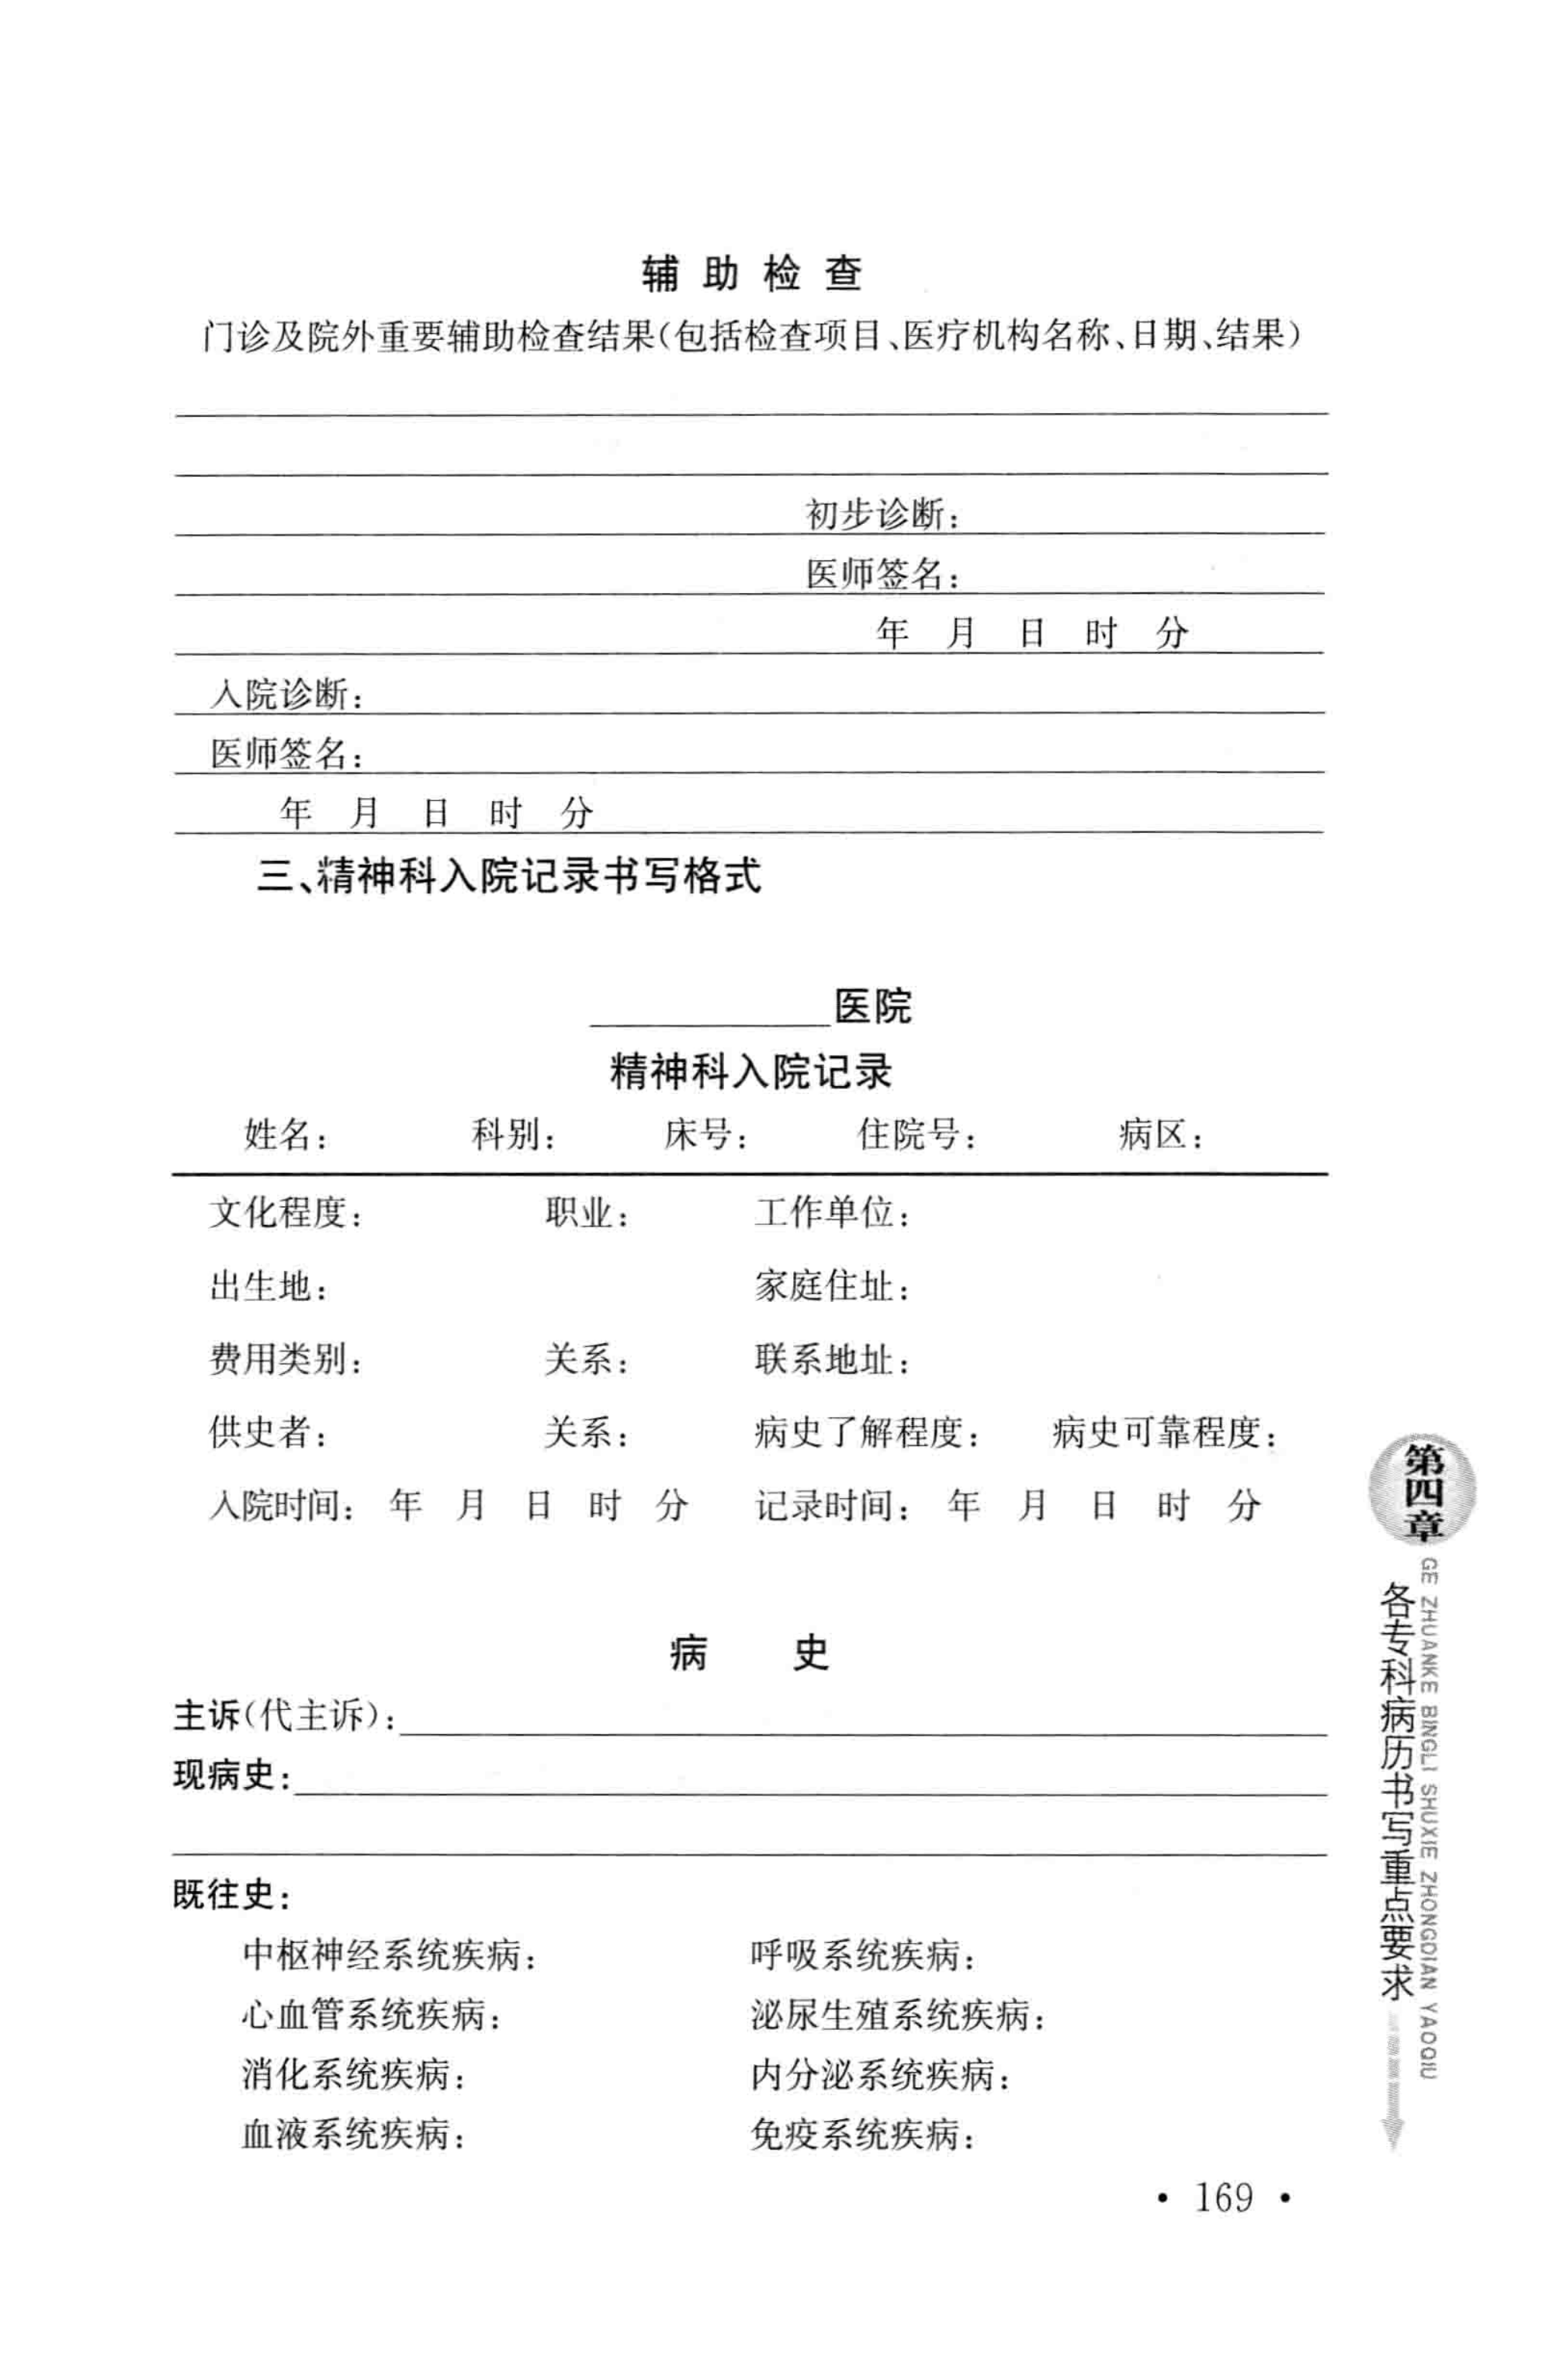 辅助检查
门诊及院外重要辅助检查结果(包括检查项目、医疗机构名称、日期、结果)
初步诊断:
医师签名:
年 月 日 时 分
入院诊断:
医师签名:
年 月 日 时 分
三、精神科入院记录书写格式
医院
精神科入院记录
姓名: 科别: 床号: 住院号: 病区:
文化程度: 职业: 工作单位:
出生地: 家庭住址:
费用类别: 关系: 联系地址:
供史者: 关系: 病史了解程度: 病史可靠程度:
入院时间: 年 月 日 时 分 记录时间: 年 月 日 时 分
病 史
主诉(代主诉):
现病史:
既往史:
中枢神经系统疾病: 呼吸系统疾病:
心血管系统疾病: 泌尿生殖系统疾病:
消化系统疾病: 内分泌系统疾病:
血液系统疾病: 免疫系统疾病:
第四章
各专科病历书写重点要求
GE ZHUANKE BINGLI SHUXIE ZHONGDIAN YAOQIU
· 169 ·